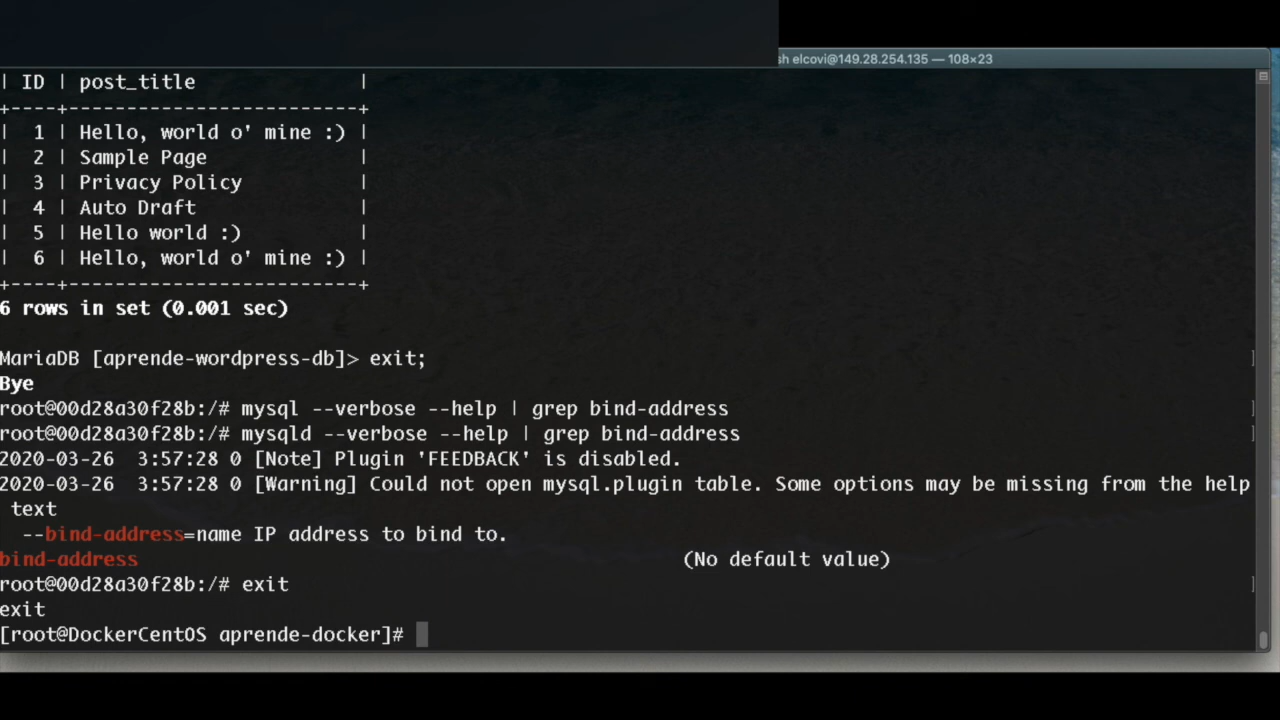 sh elcovi@149.28.254.135 — 108×23
| ID | post_title |
+----+-------------------------+
| 1 | Hello, world o' mine :) |
| 2 | Sample Page |
| 3 | Privacy Policy |
| 4 | Auto Draft |
| 5 | Hello world :) |
| 6 | Hello, world o' mine :) |
+----+-------------------------+
6 rows in set (0.001 sec)
MariaDB [aprende-wordpress-db]> exit;
Bye
root@00d28a30f28b:/# mysql --verbose --help | grep bind-address
root@00d28a30f28b:/# mysqld --verbose --help | grep bind-address
2020-03-26  3:57:28 0 [Note] Plugin 'FEEDBACK' is disabled.
2020-03-26  3:57:28 0 [Warning] Could not open mysql.plugin table. Some options may be missing from the help
text
--bind-address=name IP address to bind to.
bind-address (No default value)
root@00d28a30f28b:/# exit
exit
[root@DockerCentOS aprende-docker]#